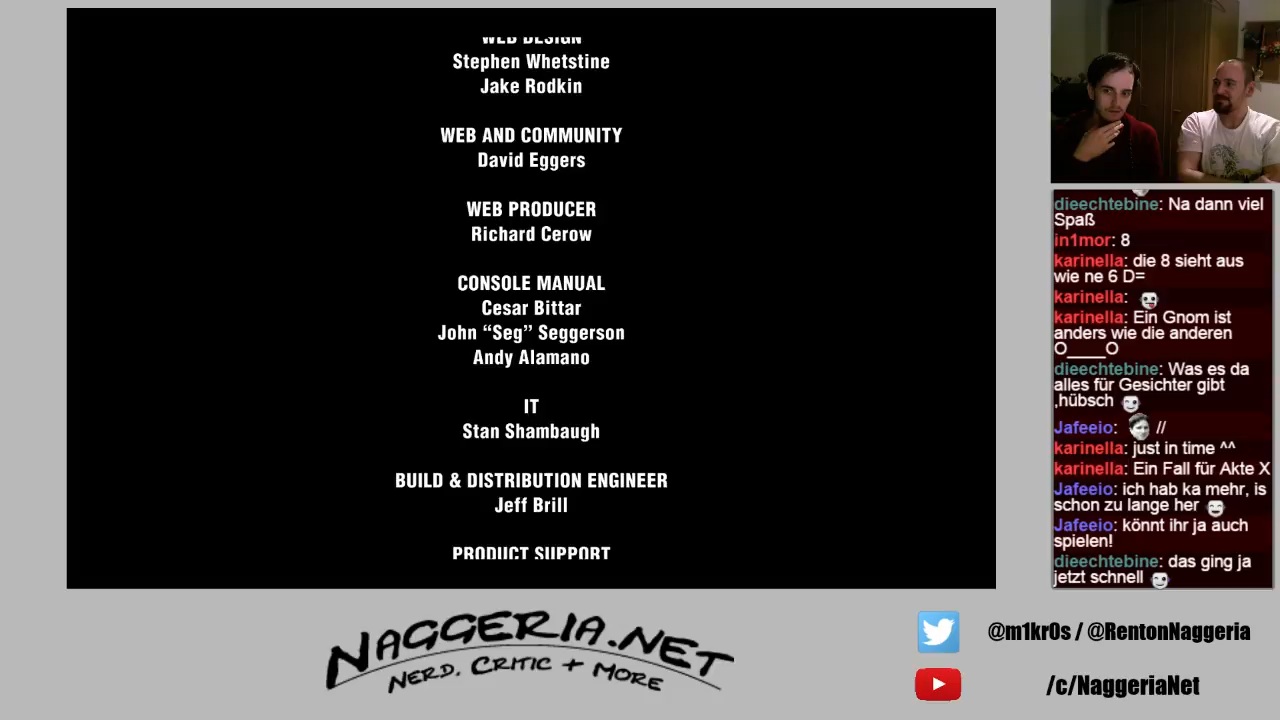 WEB DESIGN
Stephen Whetstine
Jake Rodkin
WEB AND COMMUNITY
David Eggers
WEB PRODUCER
Richard Cerow
CONSOLE MANUAL
Cesar Bittar
John “Seg” Seggerson
Andy Alamano
IT
Stan Shambaugh
BUILD & DISTRIBUTION ENGINEER
Jeff Brill
PRODUCT SUPPORT
dieechtebine: Na dann viel
Spaß
in1mor: 8
karinella: die 8 sieht aus
wie ne 6 D=
karinella:
karinella: Ein Gnom ist
anders wie die anderen
O____O
dieechtebine: Was es da
alles für Gesichter gibt
,hübsch
Jafeeio: //
karinella: just in time ^^
karinella: Ein Fall für Akte X
Jafeeio: ich hab ka mehr, is
schon zu lange her
Jafeeio: könnt ihr ja auch
spielen!
dieechtebine: das ging ja
jetzt schnell
NAGGERIA.NET
NERD, CRITIC + MORE
@m1kr0s / @RentonNaggeria
/c/NaggeriaNet